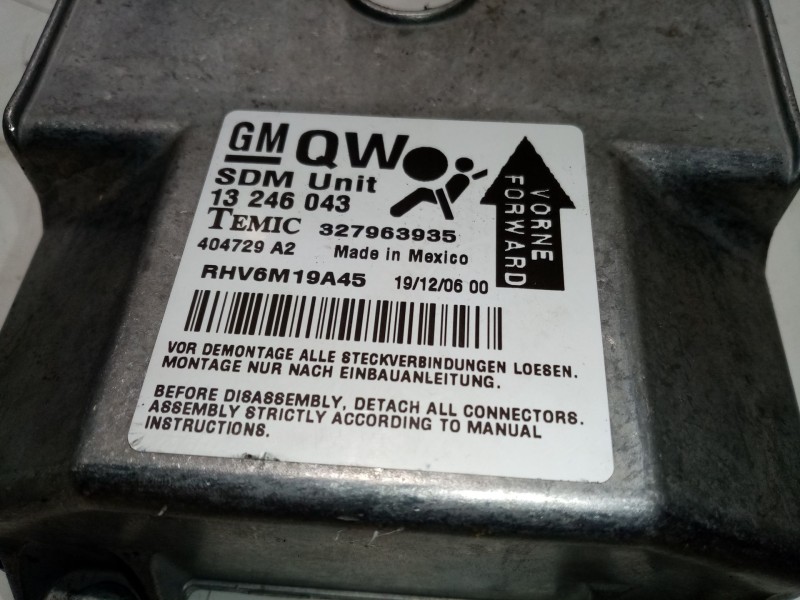 GM QW
SDM Unit
13 246 043
TEMIC 327963935
404729 A2 Made in Mexico
RHV6M19A45 19/12/06 00
VORNE
FORWARD
VOR DEMONTAGE ALLE STECKVERBINDUNGEN LOESEN.
MONTAGE NUR NACH EINBAUANLEITUNG.
BEFORE DISASSEMBLY, DETACH ALL CONNECTORS.
ASSEMBLY STRICTLY ACCORDING TO MANUAL
INSTRUCTIONS.